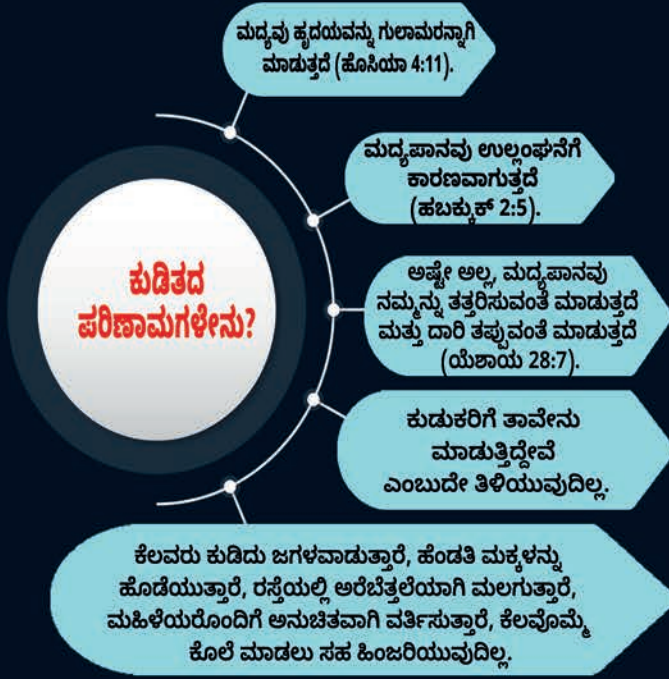 ಮದ್ಯವು ಹೃದಯವನ್ನು ಗುಲಾಮರನ್ನಾಗಿ
ಮಾಡುತ್ತದೆ (ಹೊಸಿಯಾ 4:11).
ಮದ್ಯಪಾನವು ಉಲ್ಲಂಘನೆಗೆ
ಕಾರಣವಾಗುತ್ತದೆ
(ಹಬಕ್ಕುಕ್ 2:5).
ಕುಡಿತದ
ಪರಿಣಾಮಗಳೇನು?
ಅಷ್ಟೇ ಅಲ್ಲ, ಮದ್ಯಪಾನವು
ನಮ್ಮನ್ನು ತತ್ತರಿಸುವಂತೆ ಮಾಡುತ್ತದೆ
ಮತ್ತು ದಾರಿ ತಪ್ಪುವಂತೆ ಮಾಡುತ್ತದೆ
(ಯೆಶಾಯ 28:7).
ಕುಡುಕರಿಗೆ ತಾವೇನು
ಮಾಡುತ್ತಿದ್ದೇವೆ
ಎಂಬುದೇ ತಿಳಿಯುವುದಿಲ್ಲ.
ಕೆಲವರು ಕುಡಿದು ಜಗಳವಾಡುತ್ತಾರೆ, ಹೆಂಡತಿ ಮಕ್ಕಳನ್ನು
ಹೊಡೆಯುತ್ತಾರೆ, ರಸ್ತೆಯಲ್ಲಿ ಅರೆಬೆತ್ತಲೆಯಾಗಿ ಮಲಗುತ್ತಾರೆ,
ಮಹಿಳೆಯರೊಂದಿಗೆ ಅನುಚಿತವಾಗಿ ವರ್ತಿಸುತ್ತಾರೆ, ಕೆಲವೊಮ್ಮೆ
ಕೊಲೆ ಮಾಡಲು ಸಹ ಹಿಂಜರಿಯುವುದಿಲ್ಲ.